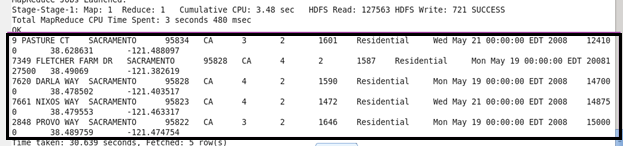 Stage-Stage-1: Map: 1 Reduce: 1 Cumulative CPU: 3.48 sec HDFS Read: 127563 HDFS Write: 721 SUCCESS
Total MapReduce CPU Time Spent: 3 seconds 480 msec
OK
9 PASTURE CT SACRAMENTO 95834 CA 3 2 1601 Residential Wed May 21 00:00:00 EDT 2008 12410
0 38.628631 -121.488097
7349 FLETCHER FARM DR SACRAMENTO 95828 CA 4 2 1587 Residential Mon May 19 00:00:00 EDT 2008
27500 38.49069 -121.382619
7620 DARLA WAY SACRAMENTO 95828 CA 4 2 1590 Residential Mon May 19 00:00:00 EDT 2008 14700
0 38.478502 -121.403517
7661 NIXOS WAY SACRAMENTO 95823 CA 4 2 1472 Residential Wed May 21 00:00:00 EDT 2008 14875
0 38.479553 -121.463317
2848 PROVO WAY SACRAMENTO 95822 CA 3 2 1646 Residential Mon May 19 00:00:00 EDT 2008 15000
0 38.489759 -121.474754
Time taken: 30.639 seconds, Fetched: 5 row(s)